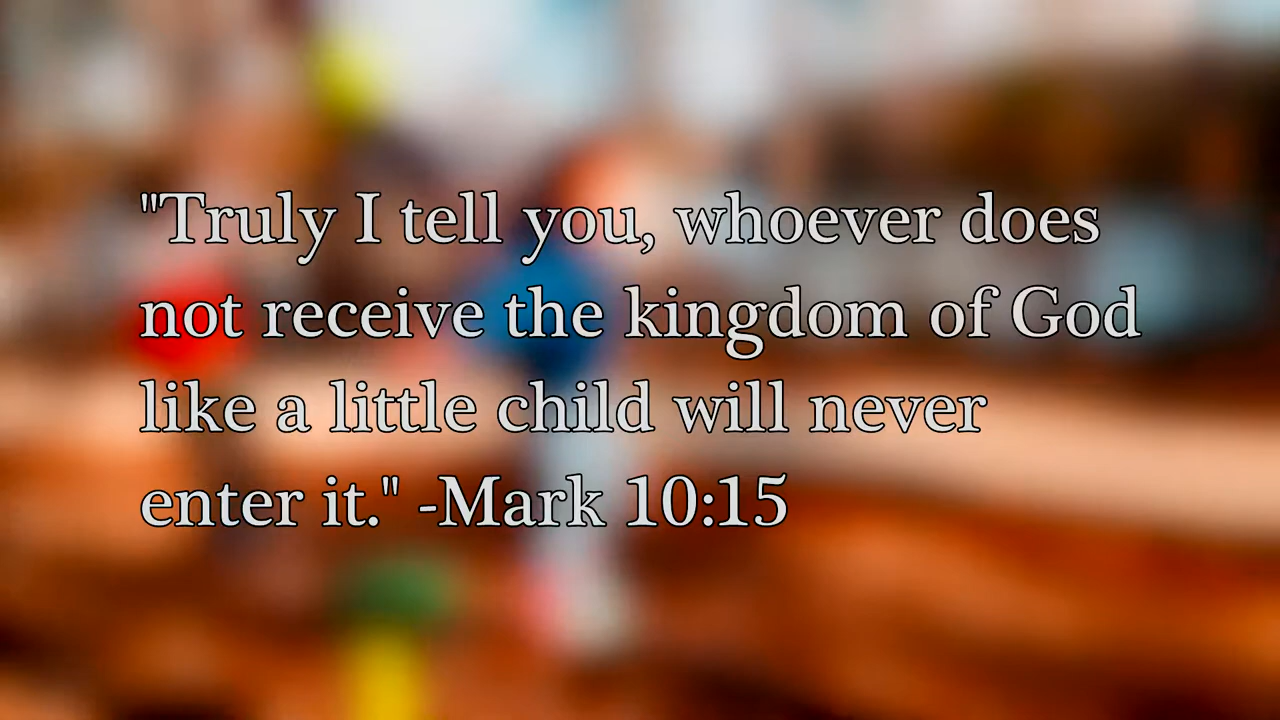 "Truly I tell you, whoever does
not receive the kingdom of God
like a little child will never
enter it." -Mark 10:15